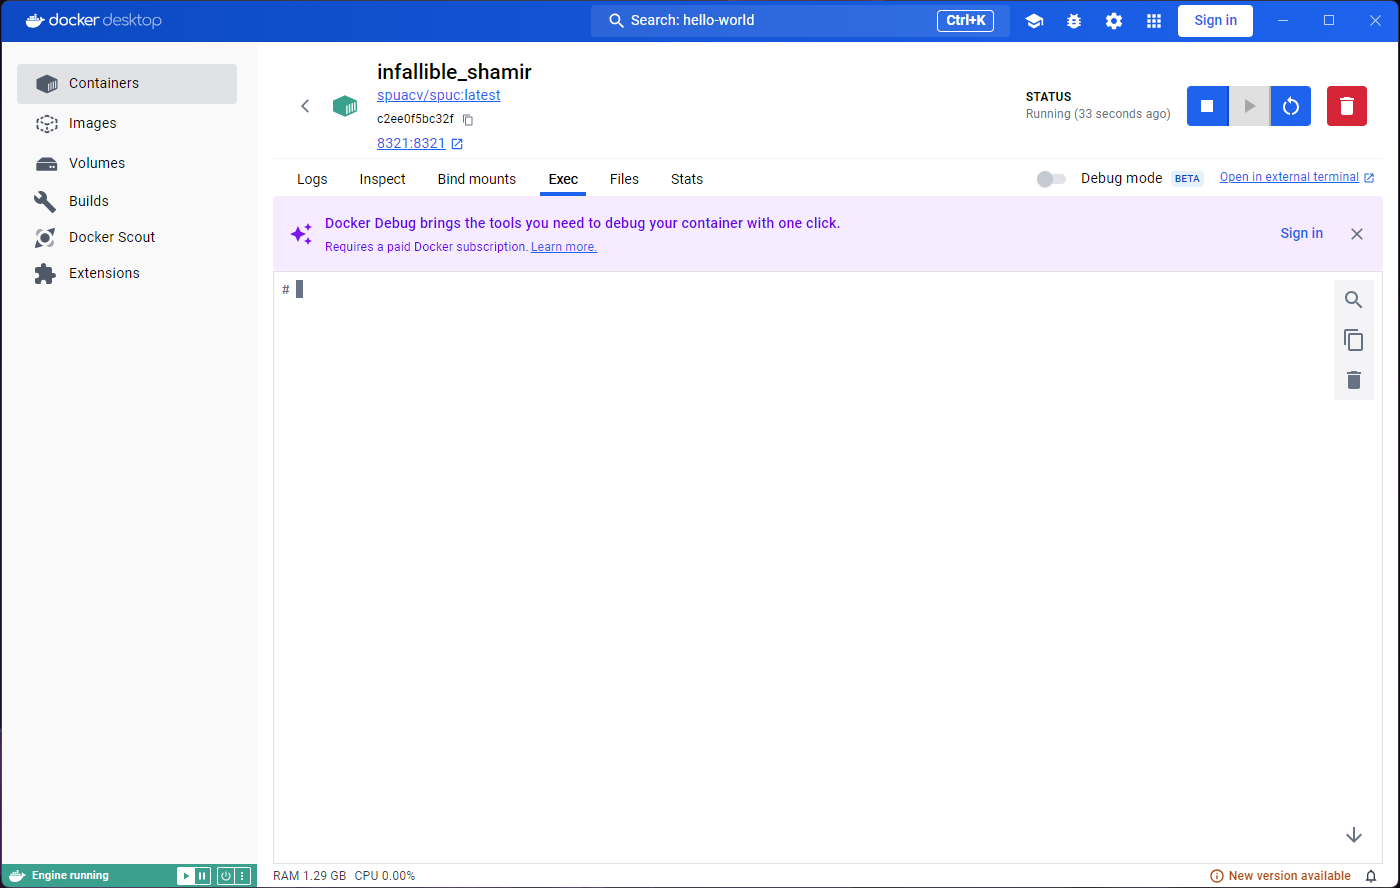 docker desktop
Search: hello-world
Ctrl+K
Sign in
Containers
Images
Volumes
Builds
Docker Scout
Extensions
infallible_shamir
spuacv/spuc:latest
c2ee0f5bc32f
8321:8321
STATUS
Running (33 seconds ago)
Logs
Inspect
Bind mounts
Exec
Files
Stats
Debug mode
BETA
Open in external terminal
Docker Debug brings the tools you need to debug your container with one click.
Requires a paid Docker subscription. Learn more.
Sign in
#
Engine running
RAM 1.29 GB CPU 0.00%
New version available